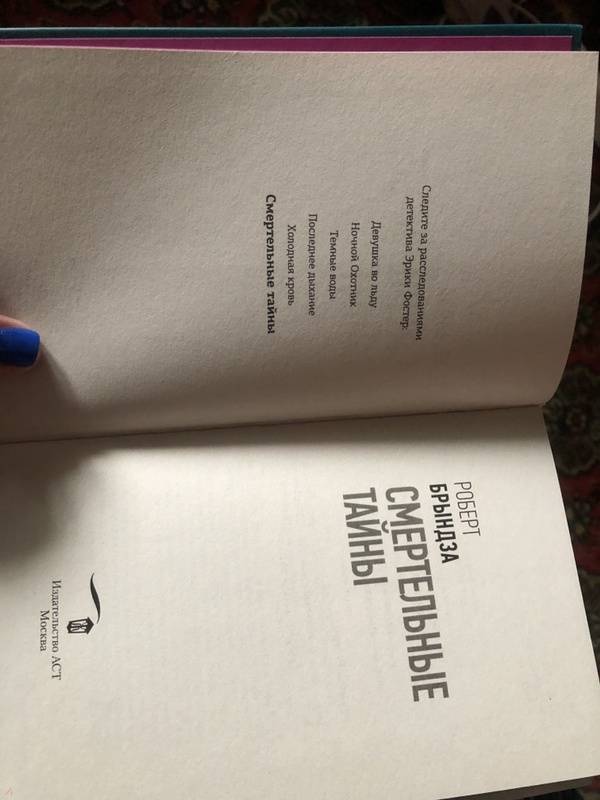 Следите за расследованиями
детектива Эрики Фостер:
Девушка во льду
Ночной Охотник
Темные воды
Последнее дыхание
Холодная кровь
Смертельные тайны
РОБЕРТ
БРЫНДЗА
СМЕРТЕЛЬНЫЕ
ТАЙНЫ
Издательство АСТ
Москва